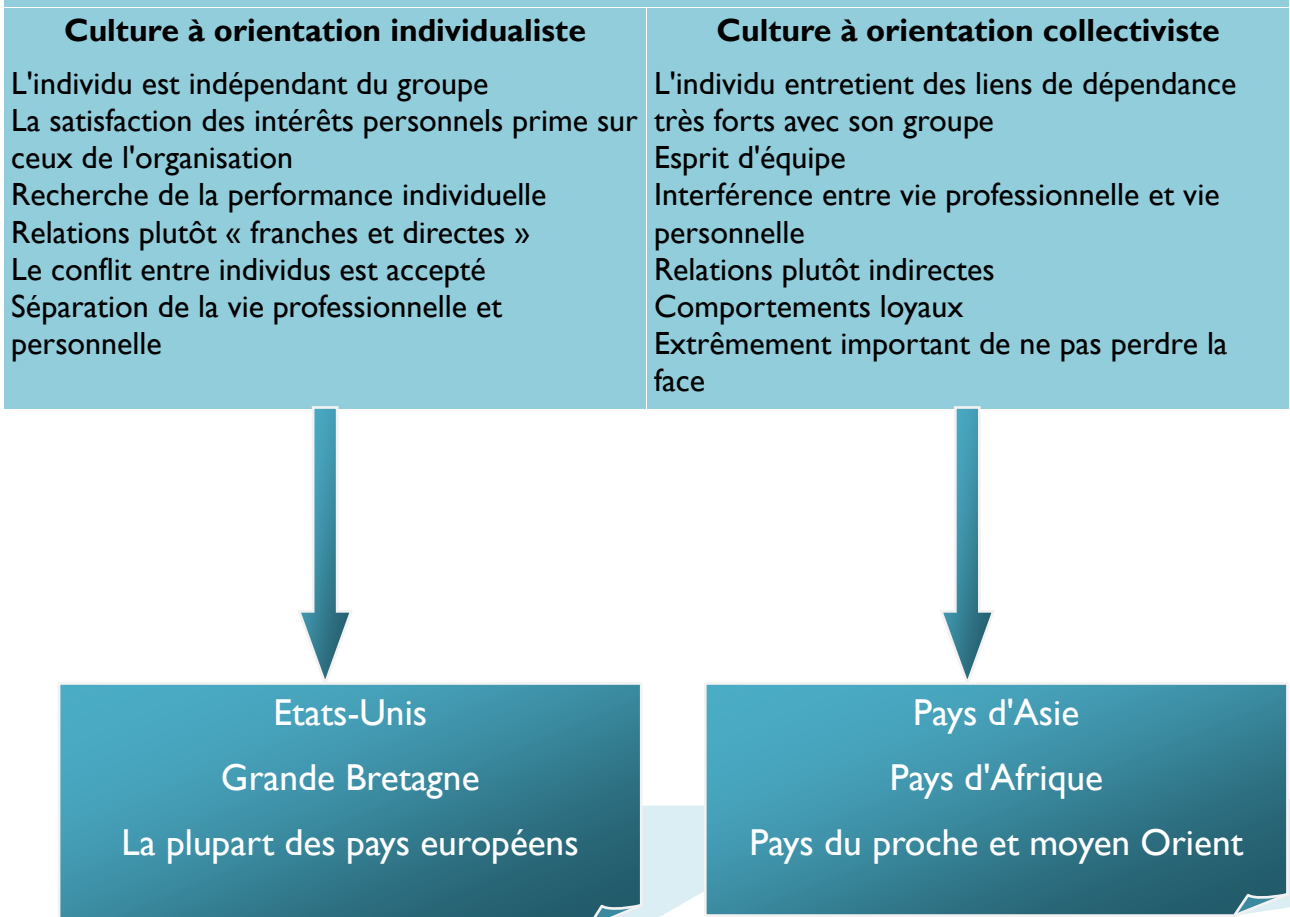 Culture à orientation individualiste
L'individu est indépendant du groupe
La satisfaction des intérêts personnels prime sur
ceux de l'organisation
Recherche de la performance individuelle
Relations plutôt « franches et directes »
Le conflit entre individus est accepté
Séparation de la vie professionnelle et
personnelle
Culture à orientation collectiviste
L'individu entretient des liens de dépendance
très forts avec son groupe
Esprit d'équipe
Interférence entre vie professionnelle et vie
personnelle
Relations plutôt indirectes
Comportements loyaux
Extrêmement important de ne pas perdre la
face
Etats-Unis
Grande Bretagne
La plupart des pays européens
Pays d'Asie
Pays d'Afrique
Pays du proche et moyen Orient